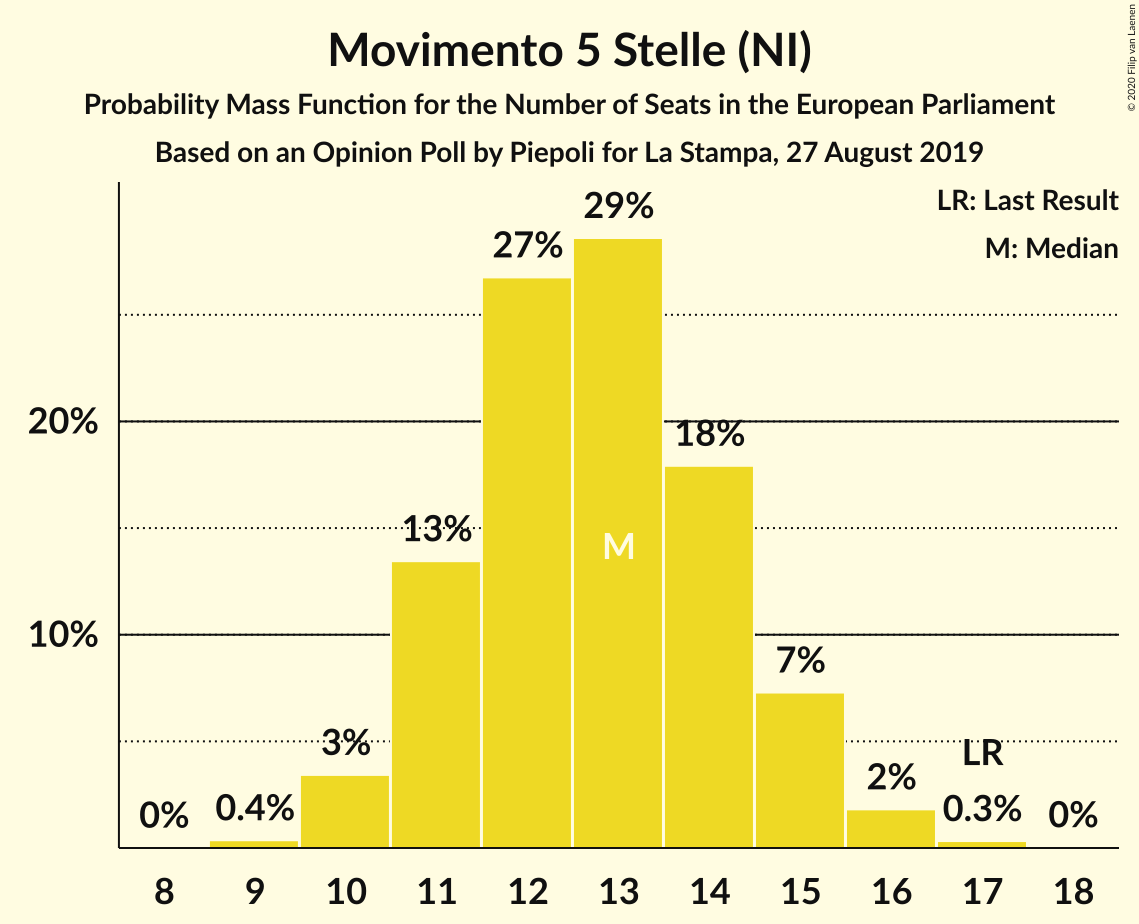 Movimento 5 Stelle (NI)
Probability Mass Function for the Number of Seats in the European Parliament
Based on an Opinion Poll by Piepoli for La Stampa, 27 August 2019
© 2020 Filip van Laenen
LR: Last Result
M: Median
29%
27%
20%
18%
13%
M
10%
7%
3%
LR
2%
0%
0.4%
0.3%
0%
8 9 10 11 12 13 14 15 16 17 18